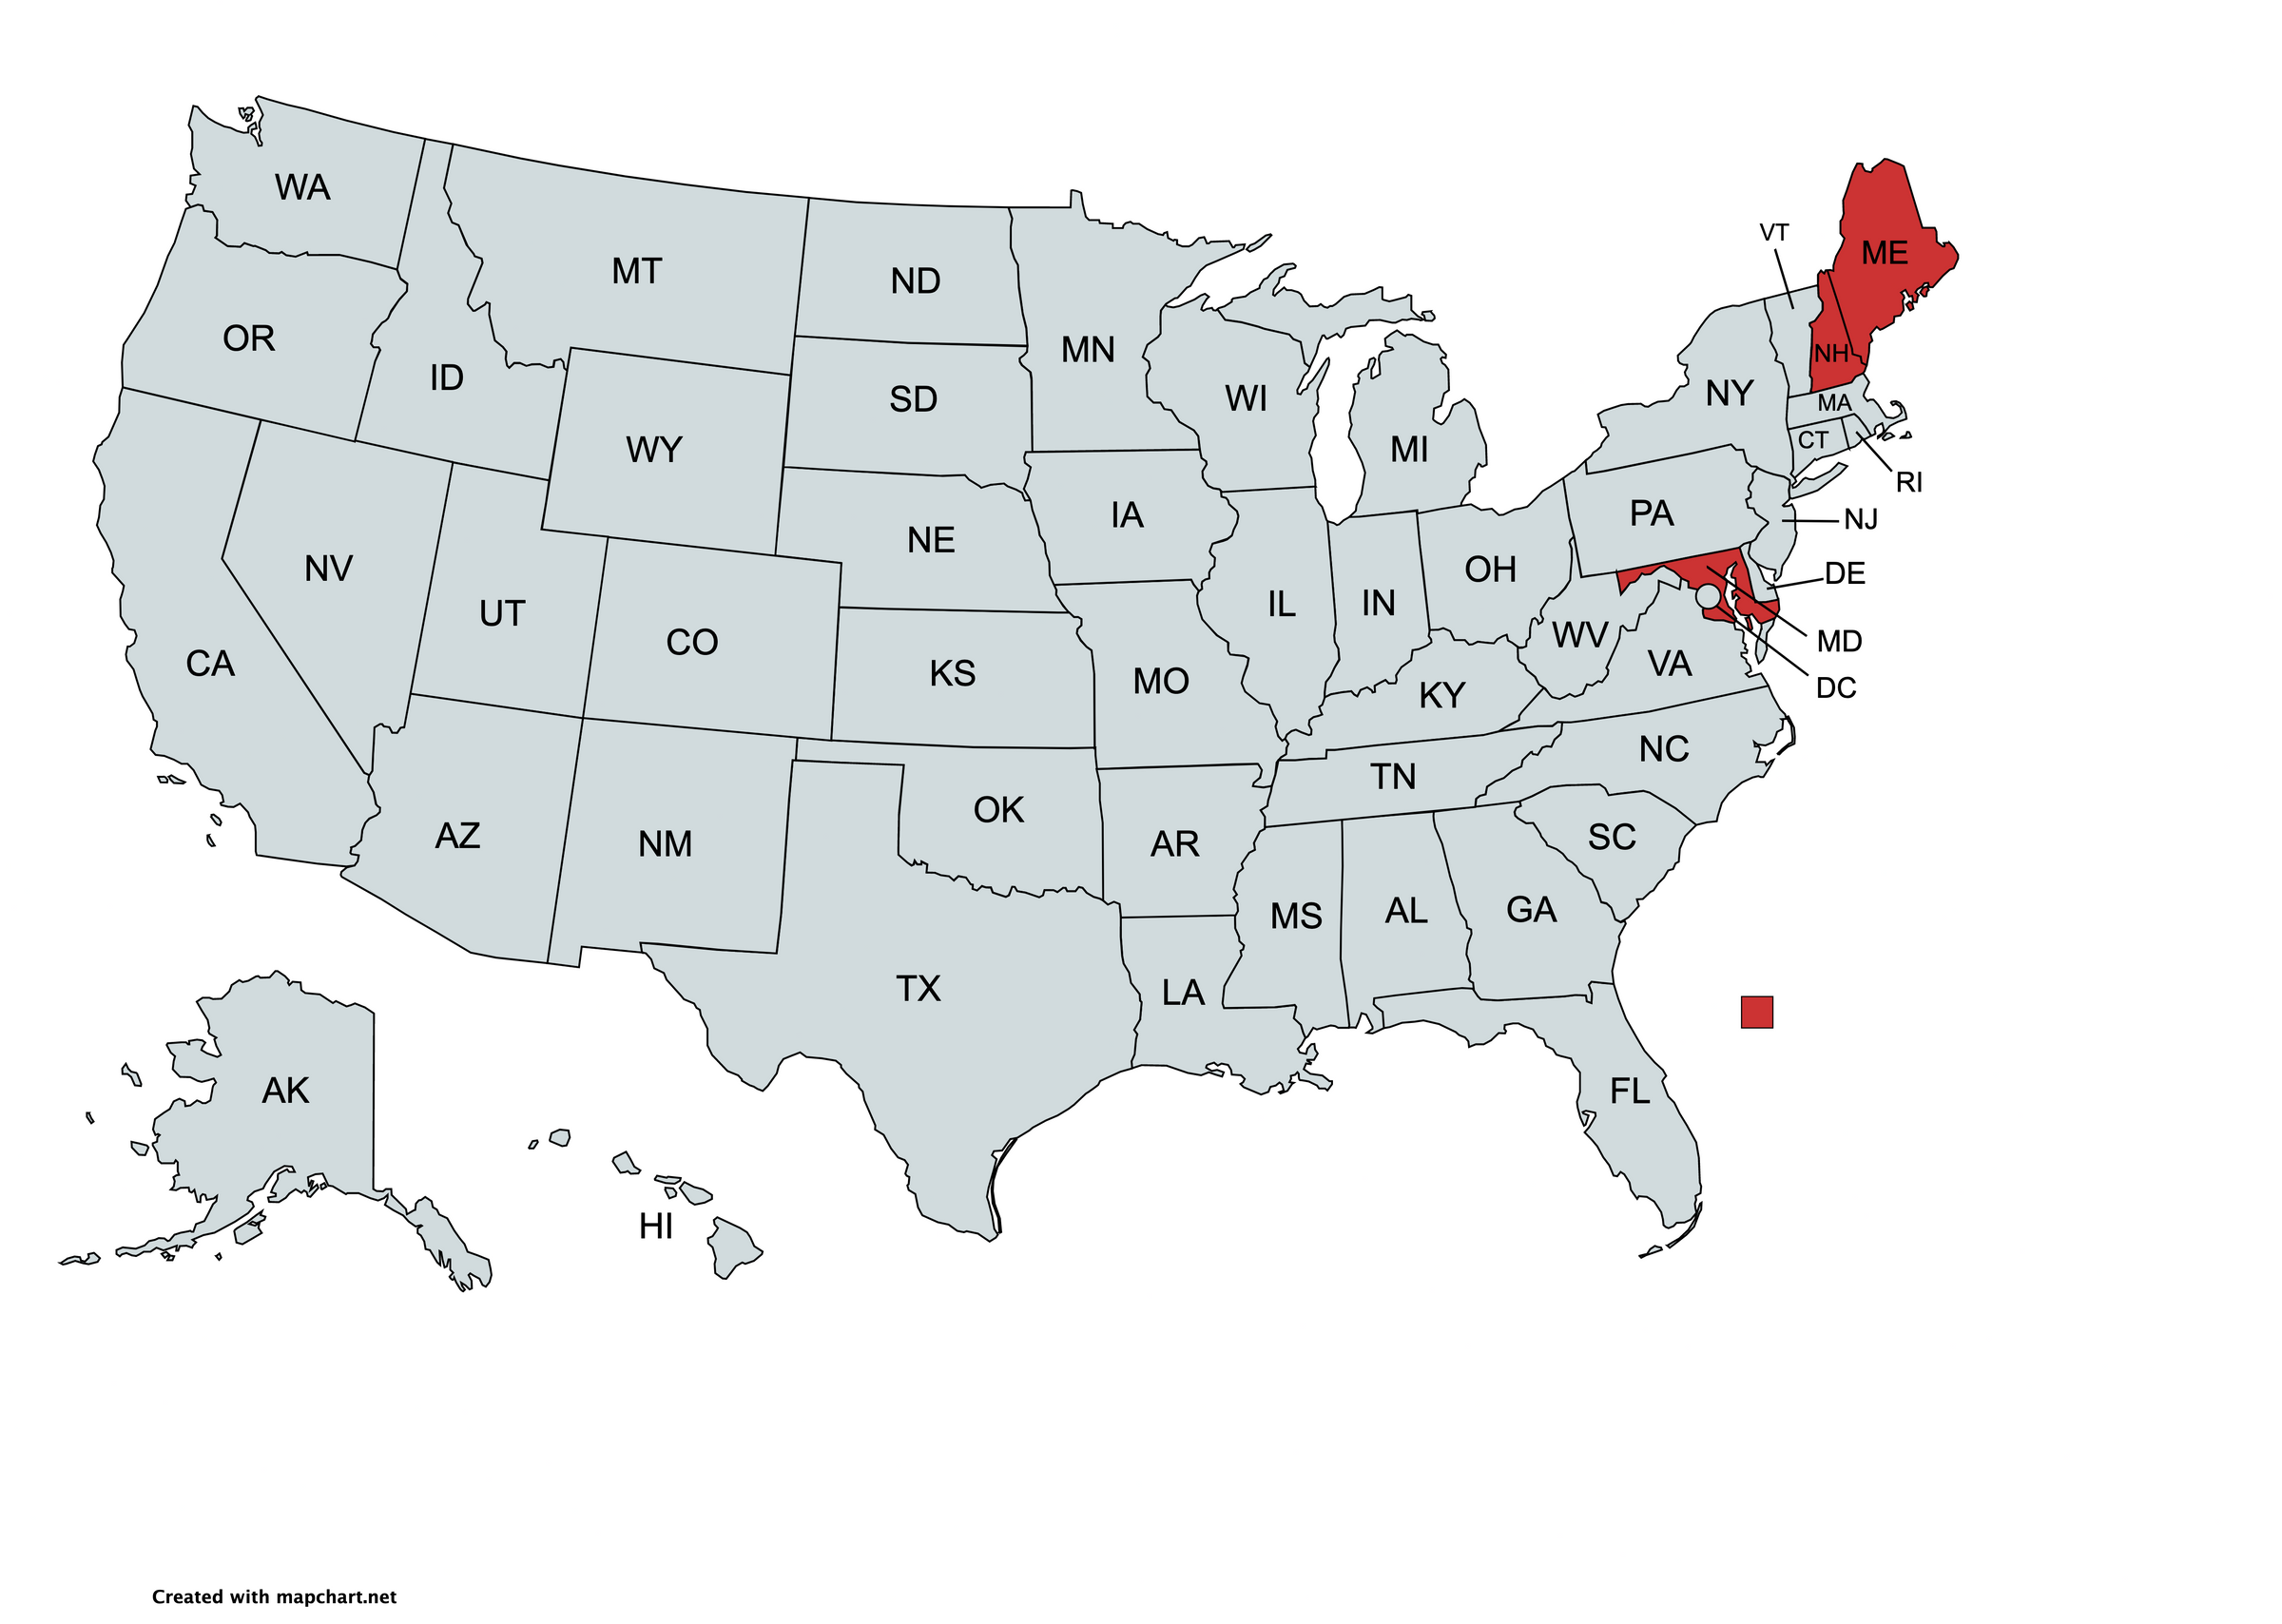 WA
MT
ND
MN
VT
ME
OR
ID
SD
WI
NH
NY
MA
WY
MI
CT
RI
IA
PA
NJ
NE
NV
OH
DE
UT
IL
IN
CO
WV
MD
CA
KS
MO
VA
KY
DC
NC
TN
OK
AZ
NM
AR
SC
MS
AL
GA
TX
LA
AK
FL
HI
Created with mapchart.net